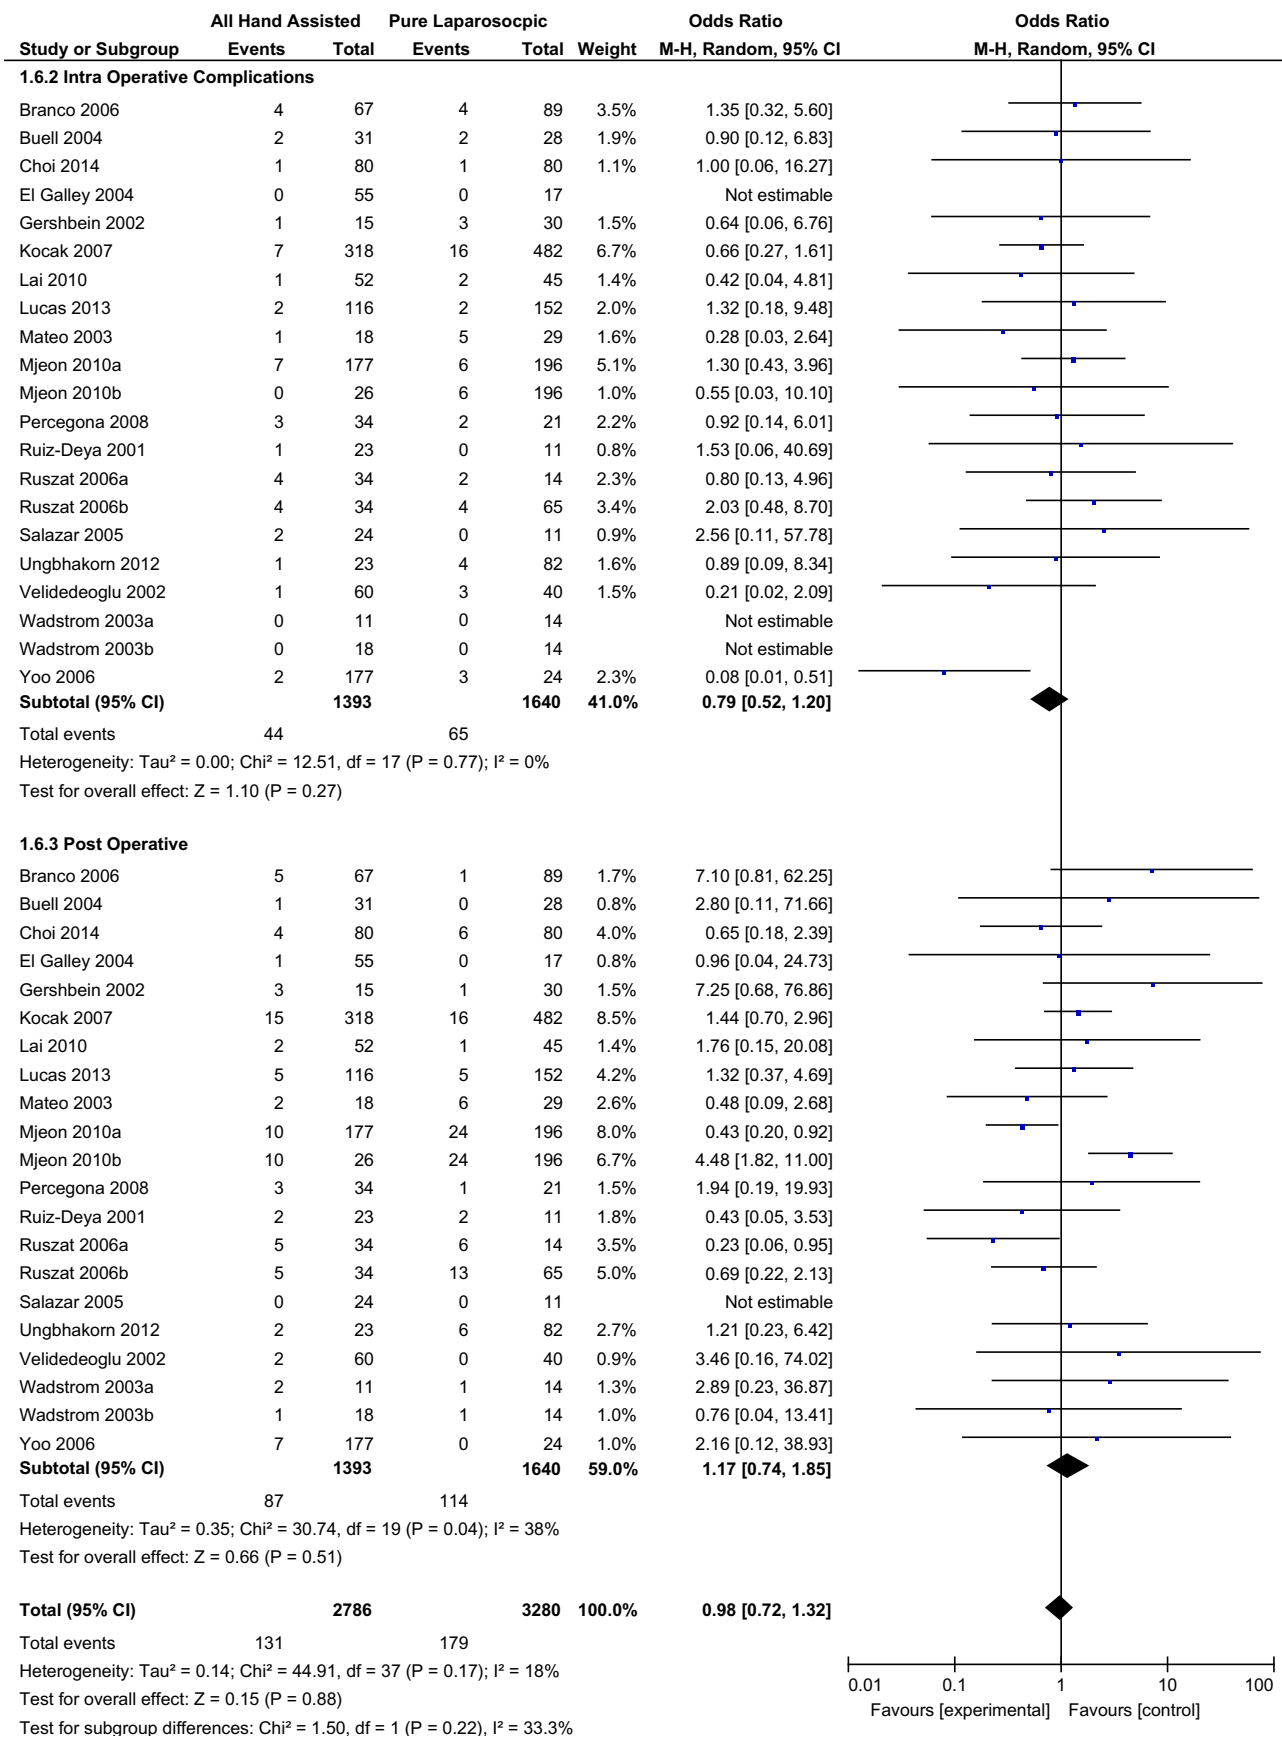 All Hand Assisted Pure Laparosocpic Odds Ratio Odds Ratio
Study or Subgroup Events Total Events Total Weight M-H, Random, 95% CI M-H, Random, 95% CI
1.6.2 Intra Operative Complications
Branco 2006 4 67 4 89 3.5% 1.35 [0.32, 5.60]
Buell 2004 2 31 2 28 1.9% 0.90 [0.12, 6.83]
Choi 2014 1 80 1 80 1.1% 1.00 [0.06, 16.27]
El Galley 2004 0 55 0 17 Not estimable
Gershbein 2002 1 15 3 30 1.5% 0.64 [0.06, 6.76]
Kocak 2007 7 318 16 482 6.7% 0.66 [0.27, 1.61]
Lai 2010 1 52 2 45 1.4% 0.42 [0.04, 4.81]
Lucas 2013 2 116 2 152 2.0% 1.32 [0.18, 9.48]
Mateo 2003 1 18 5 29 1.6% 0.28 [0.03, 2.64]
Mjeon 2010a 7 177 6 196 5.1% 1.30 [0.43, 3.96]
Mjeon 2010b 0 26 6 196 1.0% 0.55 [0.03, 10.10]
Percegona 2008 3 34 2 21 2.2% 0.92 [0.14, 6.01]
Ruiz-Deya 2001 1 23 0 11 0.8% 1.53 [0.06, 40.69]
Ruszat 2006a 4 34 2 14 2.3% 0.80 [0.13, 4.96]
Ruszat 2006b 4 34 4 65 3.4% 2.03 [0.48, 8.70]
Salazar 2005 2 24 0 11 0.9% 2.56 [0.11, 57.78]
Ungbhakorn 2012 1 23 4 82 1.6% 0.89 [0.09, 8.34]
Velidedeoglu 2002 1 60 3 40 1.5% 0.21 [0.02, 2.09]
Wadstrom 2003a 0 11 0 14 Not estimable
Wadstrom 2003b 0 18 0 14 Not estimable
Yoo 2006 2 177 3 24 2.3% 0.08 [0.01, 0.51]
Subtotal (95% CI) 1393 1640 41.0% 0.79 [0.52, 1.20]
Total events 44 65
Heterogeneity: Tau² = 0.00; Chi² = 12.51, df = 17 (P = 0.77); I² = 0%
Test for overall effect: Z = 1.10 (P = 0.27)
1.6.3 Post Operative
Branco 2006 5 67 1 89 1.7% 7.10 [0.81, 62.25]
Buell 2004 1 31 0 28 0.8% 2.80 [0.11, 71.66]
Choi 2014 4 80 6 80 4.0% 0.65 [0.18, 2.39]
El Galley 2004 1 55 0 17 0.8% 0.96 [0.04, 24.73]
Gershbein 2002 3 15 1 30 1.5% 7.25 [0.68, 76.86]
Kocak 2007 15 318 16 482 8.5% 1.44 [0.70, 2.96]
Lai 2010 2 52 1 45 1.4% 1.76 [0.15, 20.08]
Lucas 2013 5 116 5 152 4.2% 1.32 [0.37, 4.69]
Mateo 2003 2 18 6 29 2.6% 0.48 [0.09, 2.68]
Mjeon 2010a 10 177 24 196 8.0% 0.43 [0.20, 0.92]
Mjeon 2010b 10 26 24 196 6.7% 4.48 [1.82, 11.00]
Percegona 2008 3 34 1 21 1.5% 1.94 [0.19, 19.93]
Ruiz-Deya 2001 2 23 2 11 1.8% 0.43 [0.05, 3.53]
Ruszat 2006a 5 34 6 14 3.5% 0.23 [0.06, 0.95]
Ruszat 2006b 5 34 13 65 5.0% 0.69 [0.22, 2.13]
Salazar 2005 0 24 0 11 Not estimable
Ungbhakorn 2012 2 23 6 82 2.7% 1.21 [0.23, 6.42]
Velidedeoglu 2002 2 60 0 40 0.9% 3.46 [0.16, 74.02]
Wadstrom 2003a 2 11 1 14 1.3% 2.89 [0.23, 36.87]
Wadstrom 2003b 1 18 1 14 1.0% 0.76 [0.04, 13.41]
Yoo 2006 7 177 0 24 1.0% 2.16 [0.12, 38.93]
Subtotal (95% CI) 1393 1640 59.0% 1.17 [0.74, 1.85]
Total events 87 114
Heterogeneity: Tau² = 0.35; Chi² = 30.74, df = 19 (P = 0.04); I² = 38%
Test for overall effect: Z = 0.66 (P = 0.51)
Total (95% CI) 2786 3280 100.0% 0.98 [0.72, 1.32]
Total events 131 179
Heterogeneity: Tau² = 0.14; Chi² = 44.91, df = 37 (P = 0.17); I² = 18%
Test for overall effect: Z = 0.15 (P = 0.88)
Test for subgroup differences: Chi² = 1.50, df = 1 (P = 0.22), I² = 33.3%
0.01 0.1 1 10 100
Favours [experimental] Favours [control]